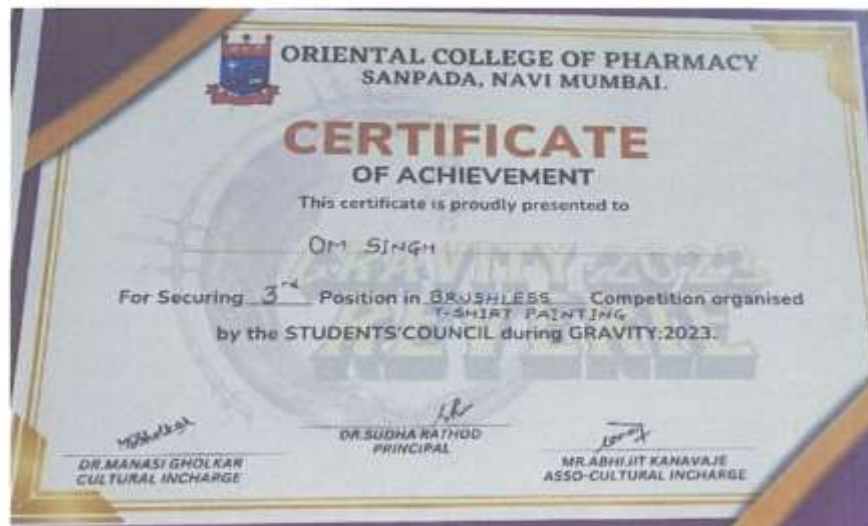 ORIENTAL COLLEGE OF PHARMACY
SANPADA, NAVI MUMBAI.
CERTIFICATE
OF ACHIEVEMENT
This certificate is proudly presented to
OM SINGH
For Securing 3rd Position in BRUSHLESS Competition organised
T-SHIRT PAINTING
by the STUDENTS'COUNCIL during GRAVITY:2023.
GRAVITY 2023
DR.MANASI GHOLKAR
CULTURAL INCHARGE
DR.SUDHA RATHOD
PRINCIPAL
MR.ABHIJIT KANAVAJE
ASSO-CULTURAL INCHARGE